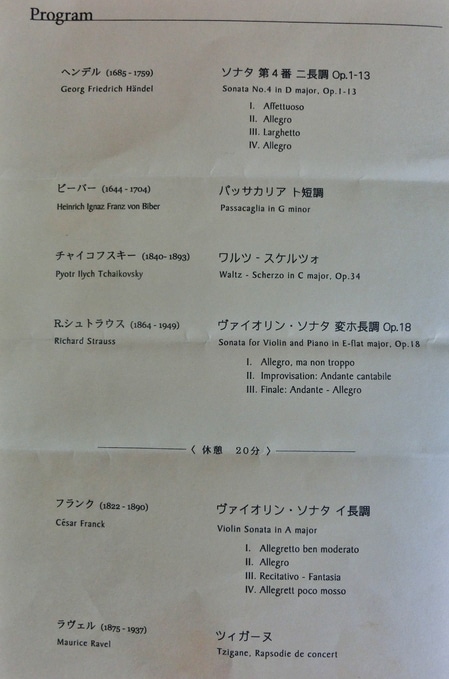 Program
ヘンデル (1685 - 1759) ソナタ 第4番 ニ長調 Op.1-13
Georg Friedrich Händel Sonata No.4 in D major, Op.1-13
I. Affettuoso
II. Allegro
III. Larghetto
IV. Allegro
ビーバー (1644 - 1704) パッサカリア ト短調
Heinrich Ignaz Franz von Biber Passacaglia in G minor
チャイコフスキー (1840- 1893) ワルツ - スケルツォ
Pyotr Ilych Tchaikovsky Waltz - Scherzo in C major, Op.34
R.シュトラウス (1864 - 1949) ヴァイオリン・ソナタ 変ホ長調 Op.18
Richard Strauss Sonata for Violin and Piano in E-flat major, Op.18
I. Allegro, ma non troppo
II. Improvisation: Andante cantabile
III. Finale: Andante - Allegro
〈 休憩 20分 〉
フランク (1822 - 1890) ヴァイオリン・ソナタ イ長調
César Franck Violin Sonata in A major
I. Allegretto ben moderato
II. Allegro
III. Recitativo - Fantasia
IV. Allegrett poco mosso
ラヴェル (1875 - 1937) ツィガーヌ
Maurice Ravel Tzigane, Rapsodie de concert